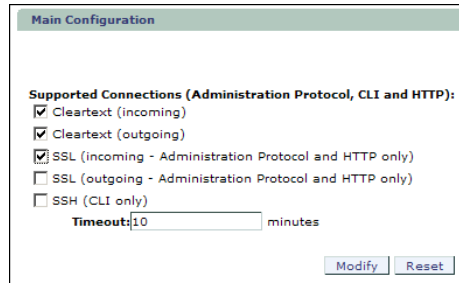 Main Configuration
Supported Connections (Administration Protocol, CLI and HTTP):
Cleartext (incoming)
Cleartext (outgoing)
SSL (incoming - Administration Protocol and HTTP only)
SSL (outgoing - Administration Protocol and HTTP only)
SSH (CLI only)
Timeout: 10 minutes
Modify Reset